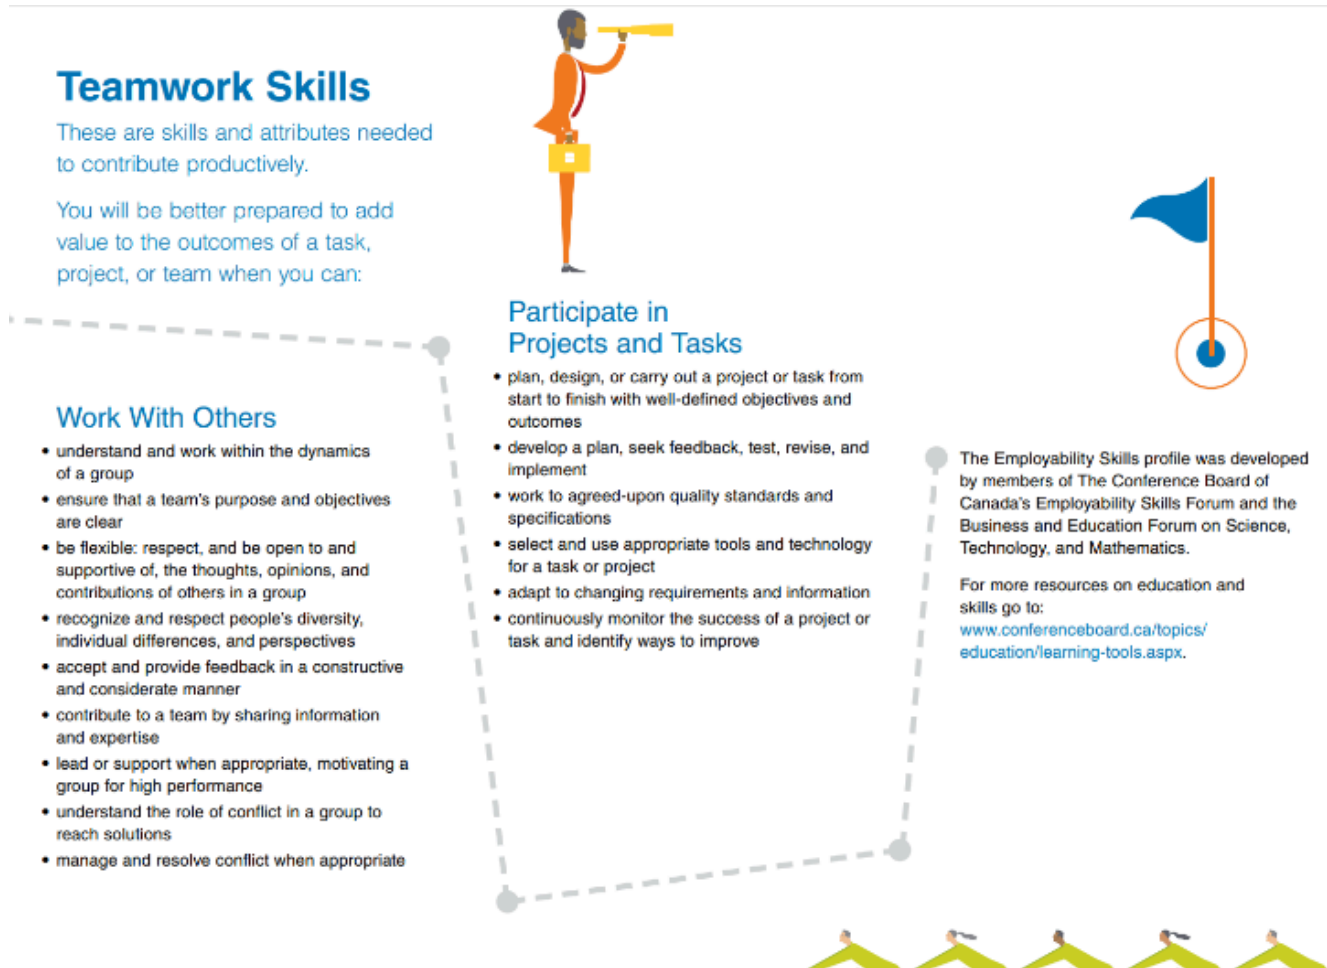 Teamwork Skills
These are skills and attributes needed
to contribute productively.
You will be better prepared to add
value to the outcomes of a task,
project, or team when you can:
Work With Others
• understand and work within the dynamics
of a group
• ensure that a team's purpose and objectives
are clear
• be flexible: respect, and be open to and
supportive of, the thoughts, opinions, and
contributions of others in a group
• recognize and respect people's diversity,
individual differences, and perspectives
• accept and provide feedback in a constructive
and considerate manner
• contribute to a team by sharing information
and expertise
• lead or support when appropriate, motivating a
group for high performance
• understand the role of conflict in a group to
reach solutions
• manage and resolve conflict when appropriate
Participate in
Projects and Tasks
• plan, design, or carry out a project or task from
start to finish with well-defined objectives and
outcomes
• develop a plan, seek feedback, test, revise, and
implement
• work to agreed-upon quality standards and
specifications
• select and use appropriate tools and technology
for a task or project
• adapt to changing requirements and information
• continuously monitor the success of a project or
task and identify ways to improve
The Employability Skills profile was developed
by members of The Conference Board of
Canada's Employability Skills Forum and the
Business and Education Forum on Science,
Technology, and Mathematics.
For more resources on education and
skills go to:
www.conferenceboard.ca/topics/
education/learning-tools.aspx.